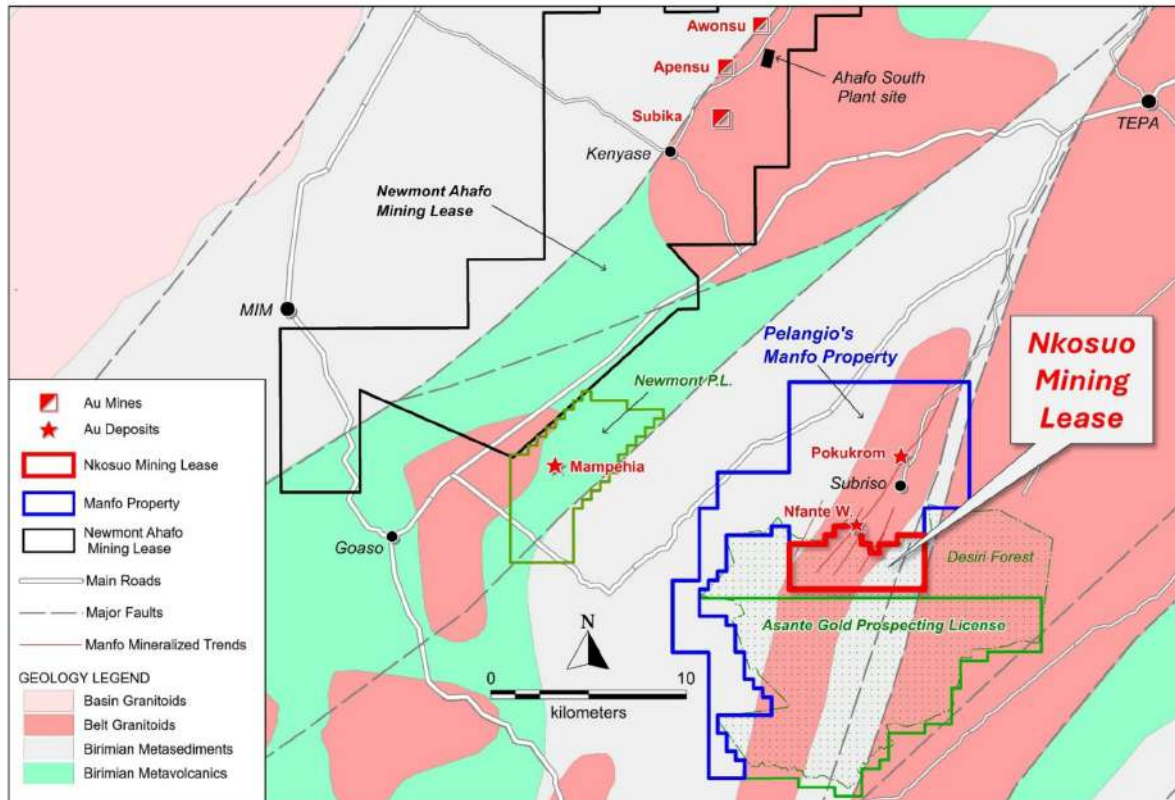 Awonsu
Apensu
Ahafo South
Plant site
Subika
TEPA
Kenyase
Newmont Ahafo
Mining Lease
MIM
Pelangio's
Manfo Property
Nkosuo
Mining
Lease
Newmont P.L.
Mampehia
Pokukrom
Subriso
Nfante W.
Goaso
Desiri Forest
Asante Gold Prospecting License
N
0
10
kilometers
Au Mines
Au Deposits
Nkosuo Mining Lease
Manfo Property
Newmont Ahafo
Mining Lease
Main Roads
Major Faults
Manfo Mineralized Trends
GEOLOGY LEGEND
Basin Granitoids
Belt Granitoids
Birimian Metasediments
Birimian Metavolcanics